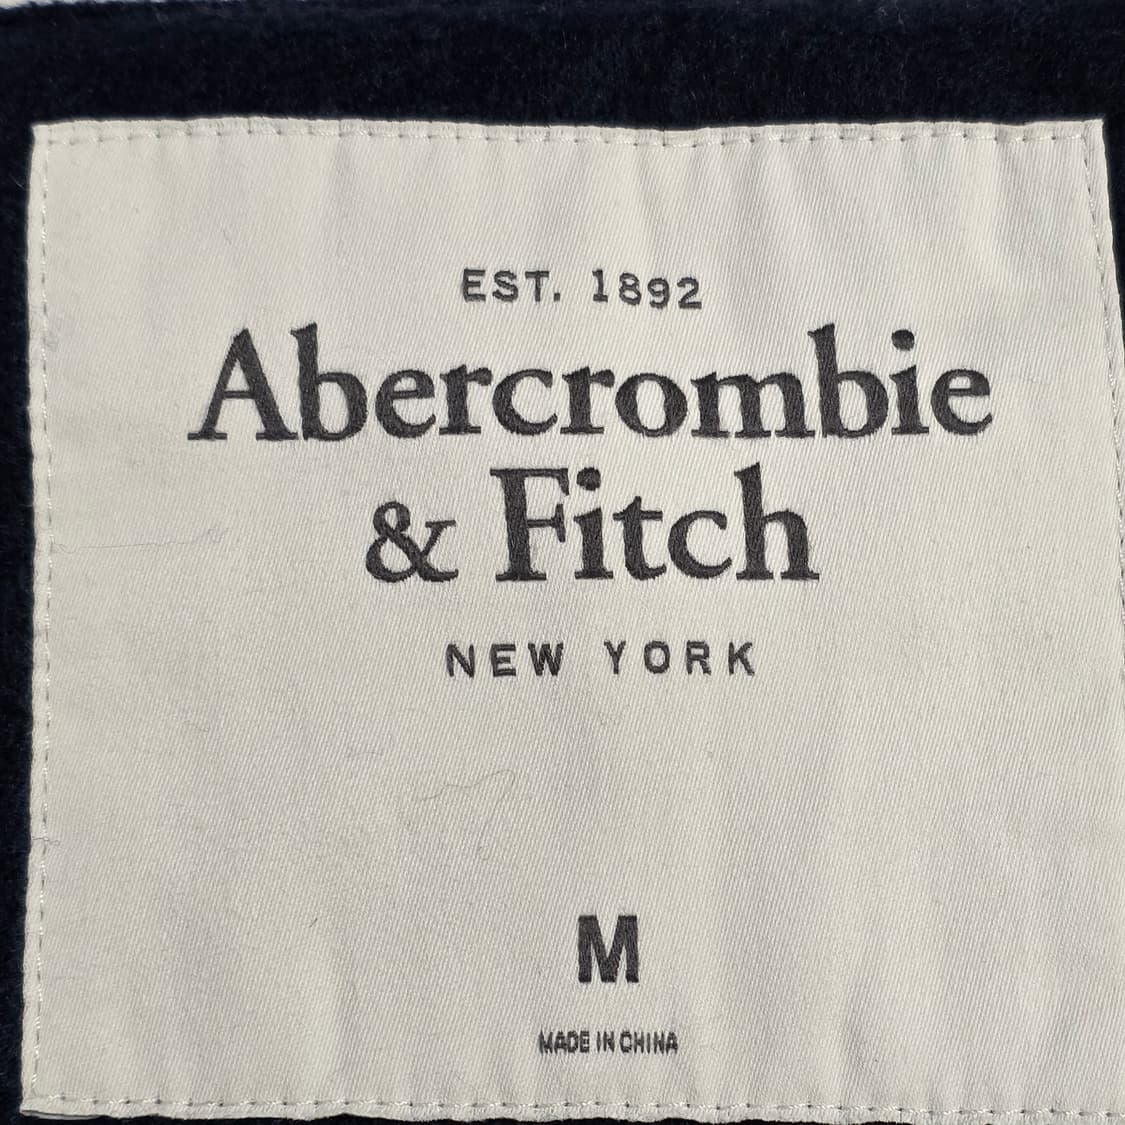 EST. 1892
Abercrombie
& Fitch
NEW YORK
M
MADE IN CHINA